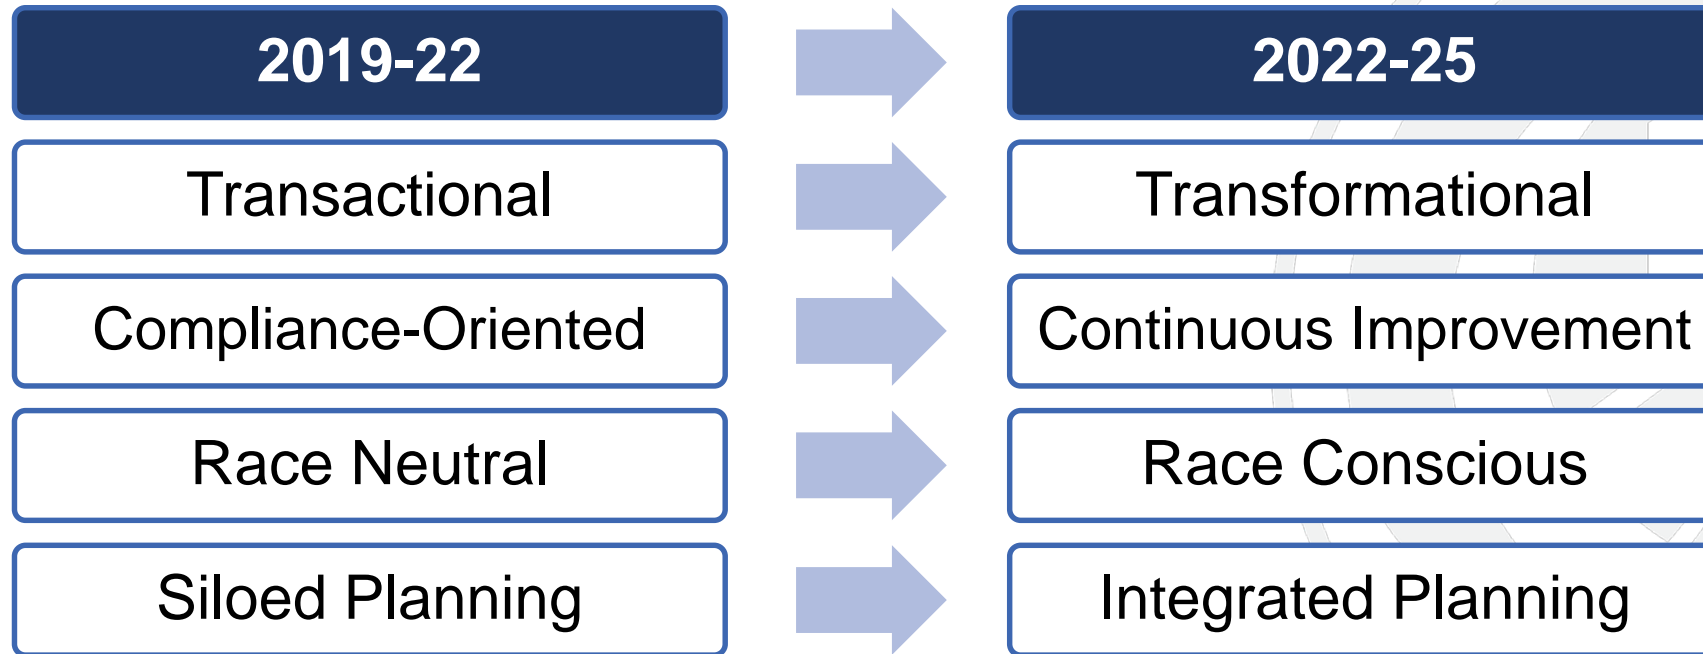 2019-22
2022-25
Transactional
Transformational
Compliance-Oriented
Continuous Improvement
Race Neutral
Race Conscious
Siloed Planning
Integrated Planning